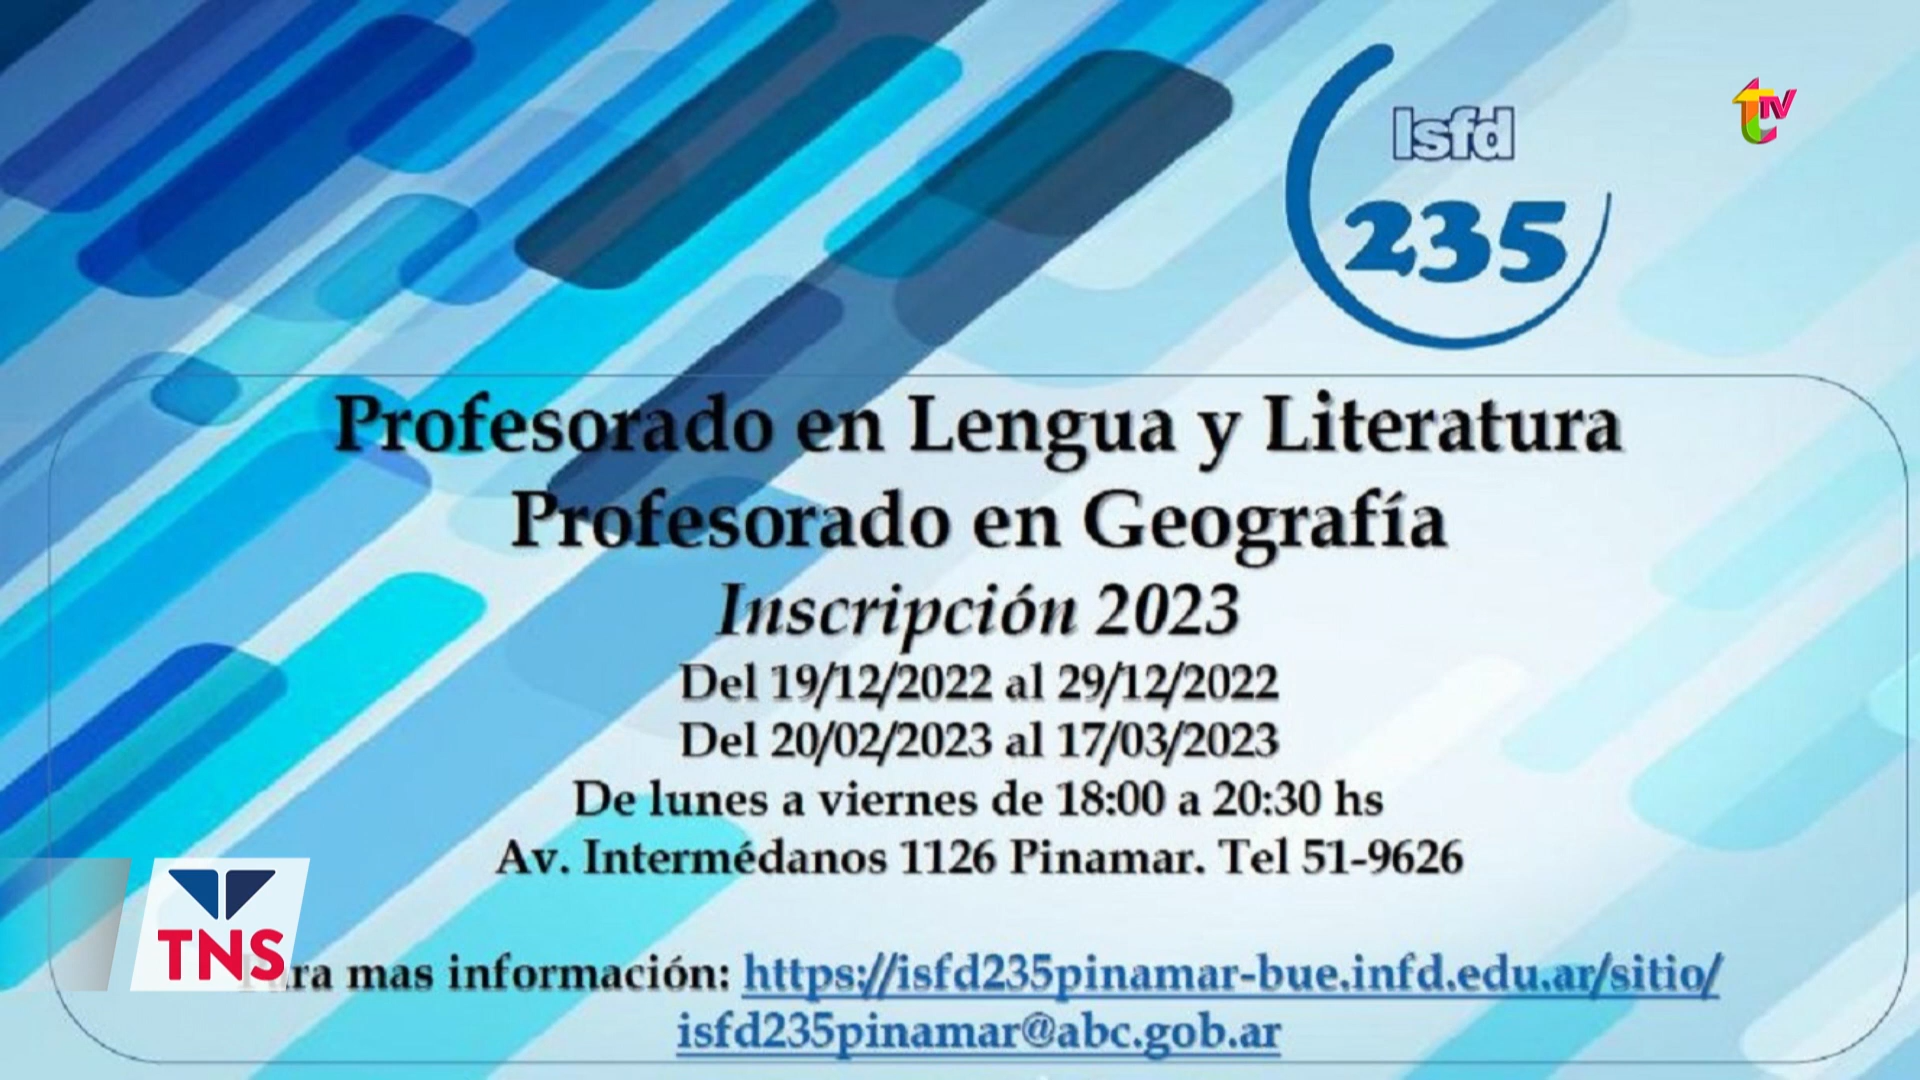 Isfd
235
TV
Profesorado en Lengua y Literatura
Profesorado en Geografía
Inscripción 2023
Del 19/12/2022 al 29/12/2022
Del 20/02/2023 al 17/03/2023
De lunes a viernes de 18:00 a 20:30 hs
Av. Intermédanos 1126 Pinamar. Tel 51-9626
TNS
mas información: https://isfd235pinamar-bue.infd.edu.ar/sitio/
isfd235pinamar@abc.gob.ar